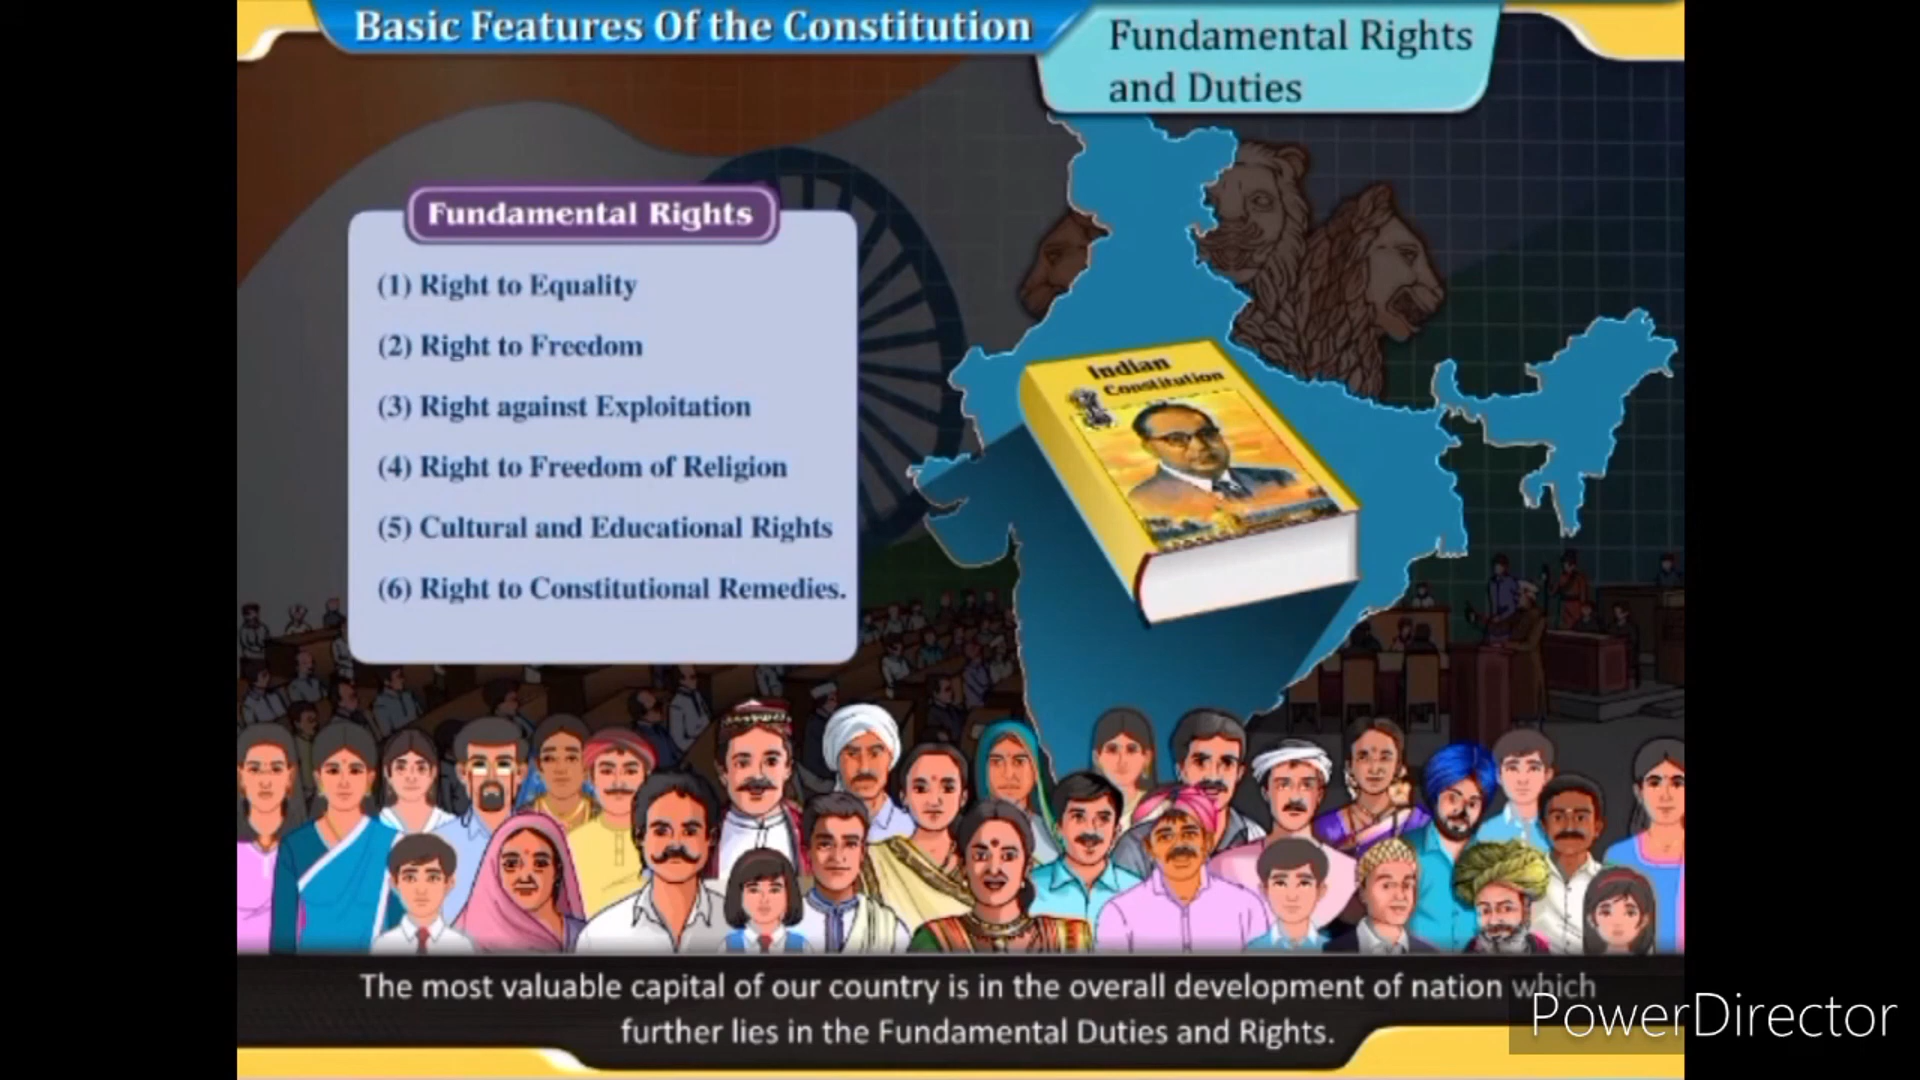 Basic Features Of the Constitution
Fundamental Rights
and Duties
Fundamental Rights
(1) Right to Equality
(2) Right to Freedom
(3) Right against Exploitation
(4) Right to Freedom of Religion
(5) Cultural and Educational Rights
(6) Right to Constitutional Remedies.
Indian
Constitution
The most valuable capital of our country is in the overall development of nation which
further lies in the Fundamental Duties and Rights.
PowerDirector